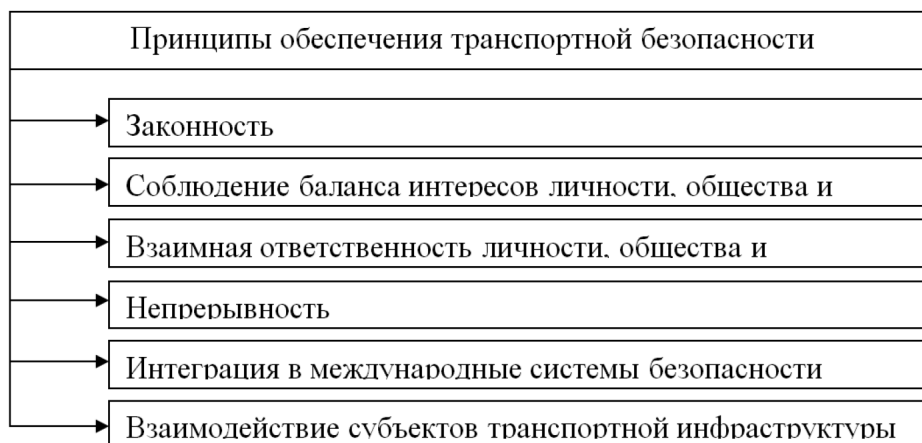 Принципы обеспечения транспортной безопасности
Законность
Соблюдение баланса интересов личности, общества и
Взаимная ответственность личности, общества и
Непрерывность
Интеграция в международные системы безопасности
Взаимодействие субъектов транспортной инфраструктуры